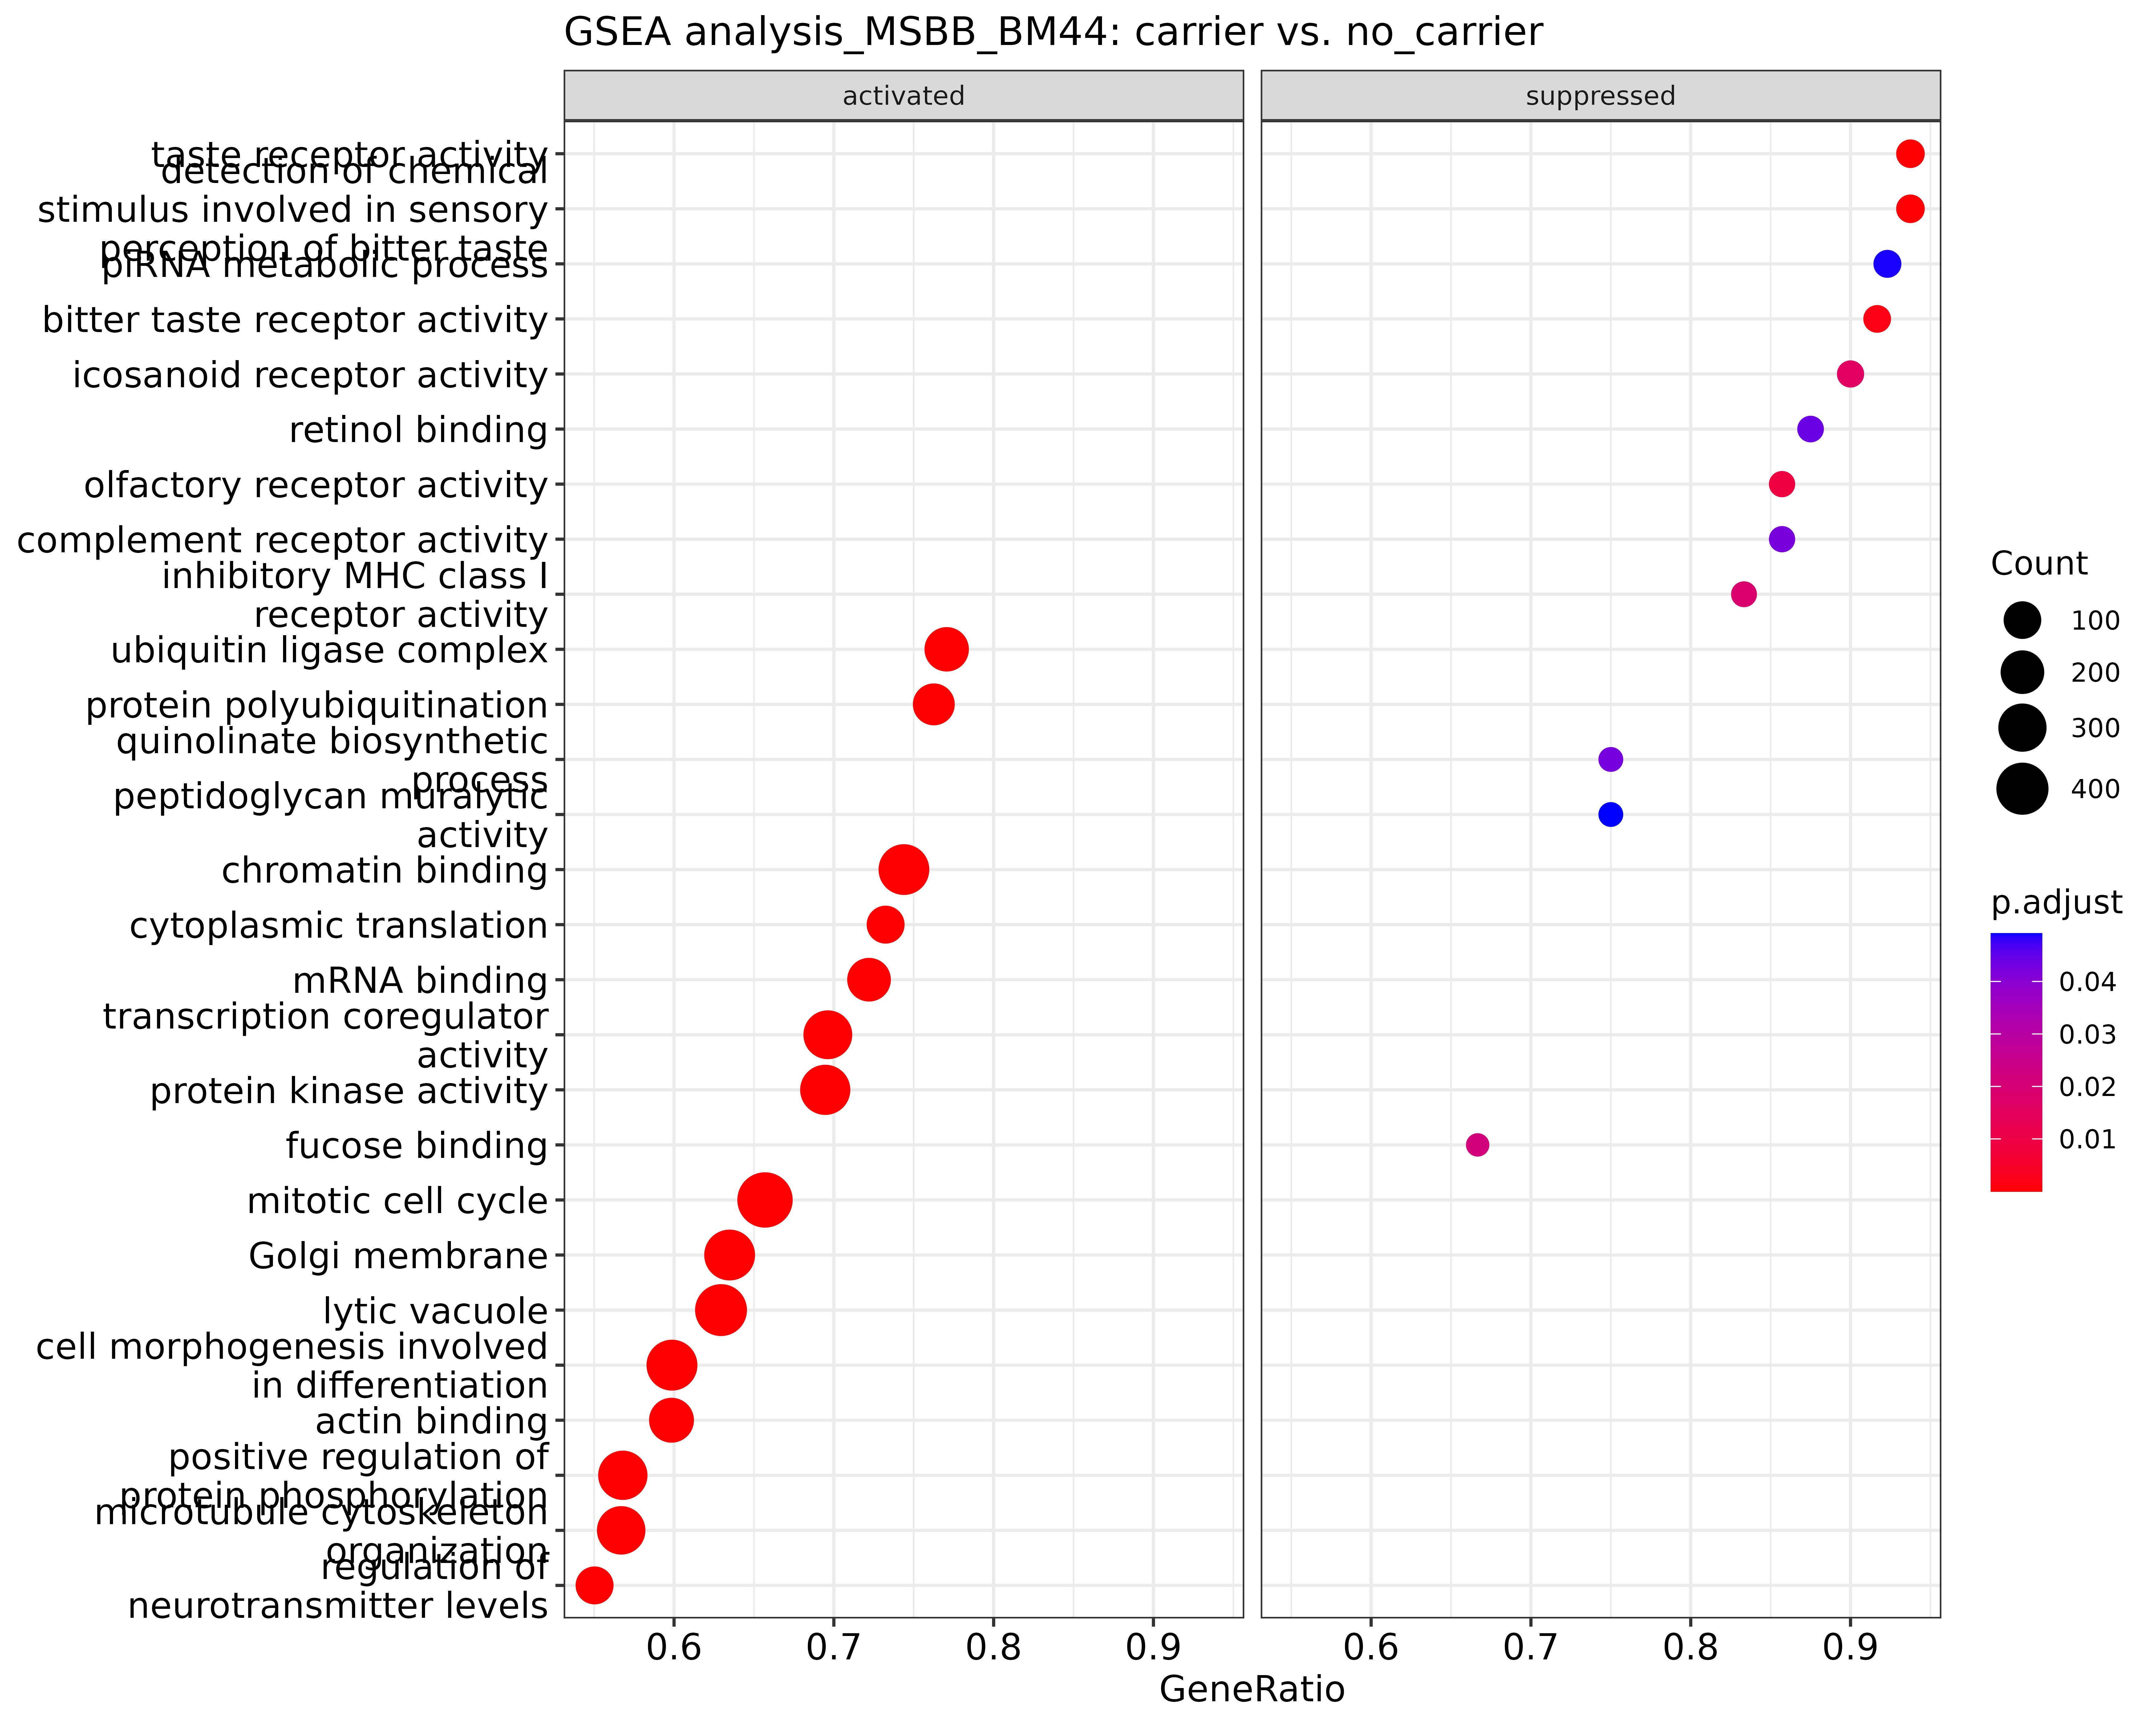 GSEA analysis_MSBB_BM44: carrier vs. no_carrier
activated
suppressed
taste receptor activity
detection of chemical
stimulus involved in sensory
perception of bitter taste
piRNA metabolic process
bitter taste receptor activity
icosanoid receptor activity
retinol binding
olfactory receptor activity
complement receptor activity
inhibitory MHC class I
receptor activity
ubiquitin ligase complex
protein polyubiquitination
quinolinate biosynthetic
process
peptidoglycan muralytic
activity
chromatin binding
cytoplasmic translation
mRNA binding
transcription coregulator
activity
protein kinase activity
fucose binding
mitotic cell cycle
Golgi membrane
lytic vacuole
cell morphogenesis involved
in differentiation
actin binding
positive regulation of
protein phosphorylation
microtubule cytoskeleton
organization
regulation of
neurotransmitter levels
0.6 0.7 0.8 0.9
0.6 0.7 0.8 0.9
GeneRatio
Count
100
200
300
400
p.adjust
0.04
0.03
0.02
0.01